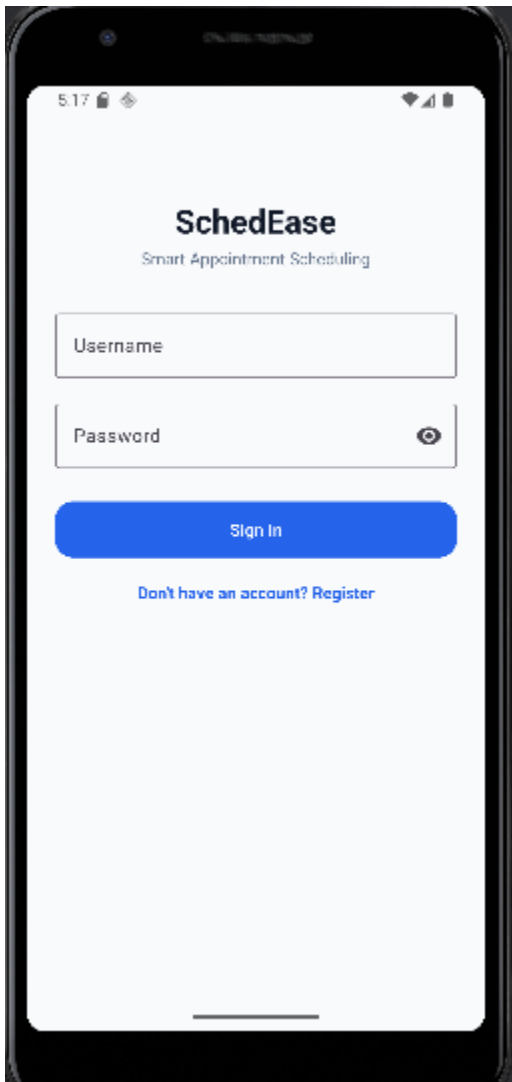 5:17
SchedEase
Smart Appointment Scheduling
Username
Password
Sign In
Don't have an account? Register